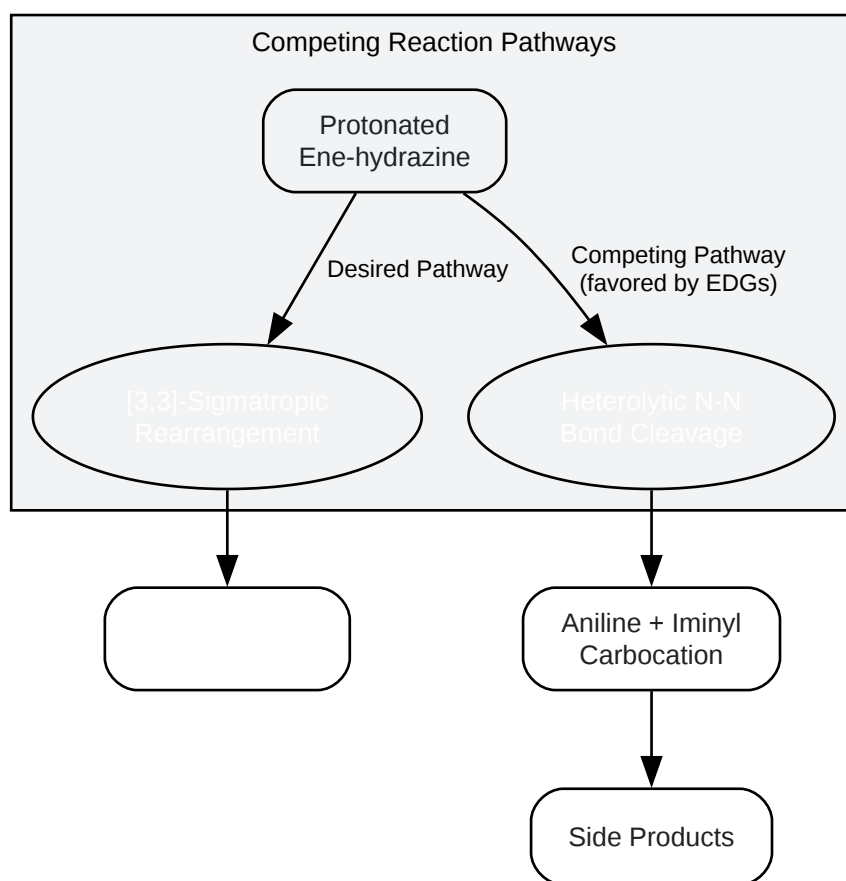 Competing Reaction Pathways
Protonated
Ene-hydrazine
Desired Pathway
Competing Pathway
(favored by EDGs)
[3,3]-Sigmatropic
Rearrangement
Heterolytic N-N
Bond Cleavage
Aniline + Iminyl
Carbocation
Side Products